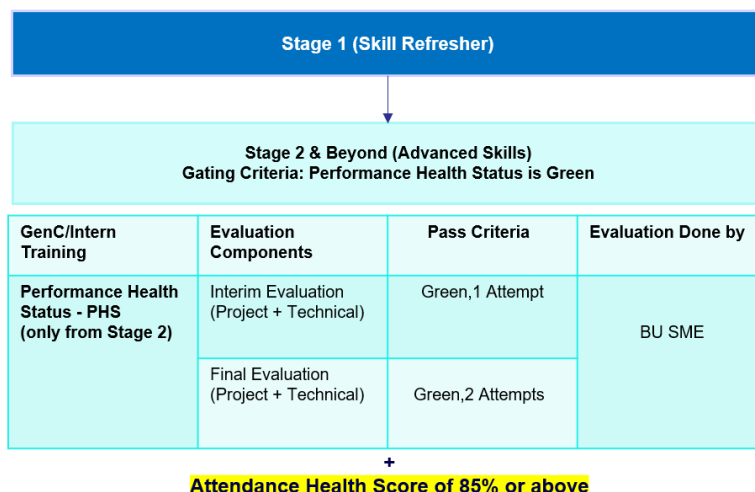 Stage 1 (Skill Refresher)
Stage 2 & Beyond (Advanced Skills)
Gating Criteria: Performance Health Status is Green
GenC/Intern
Training
Evaluation
Components
Pass Criteria
Evaluation Done by
Performance Health
Status - PHS
(only from Stage 2)
Interim Evaluation
(Project + Technical)
Green,1 Attempt
BU SME
Final Evaluation
(Project + Technical)
Green,2 Attempts
+
Attendance Health Score of 85% or above